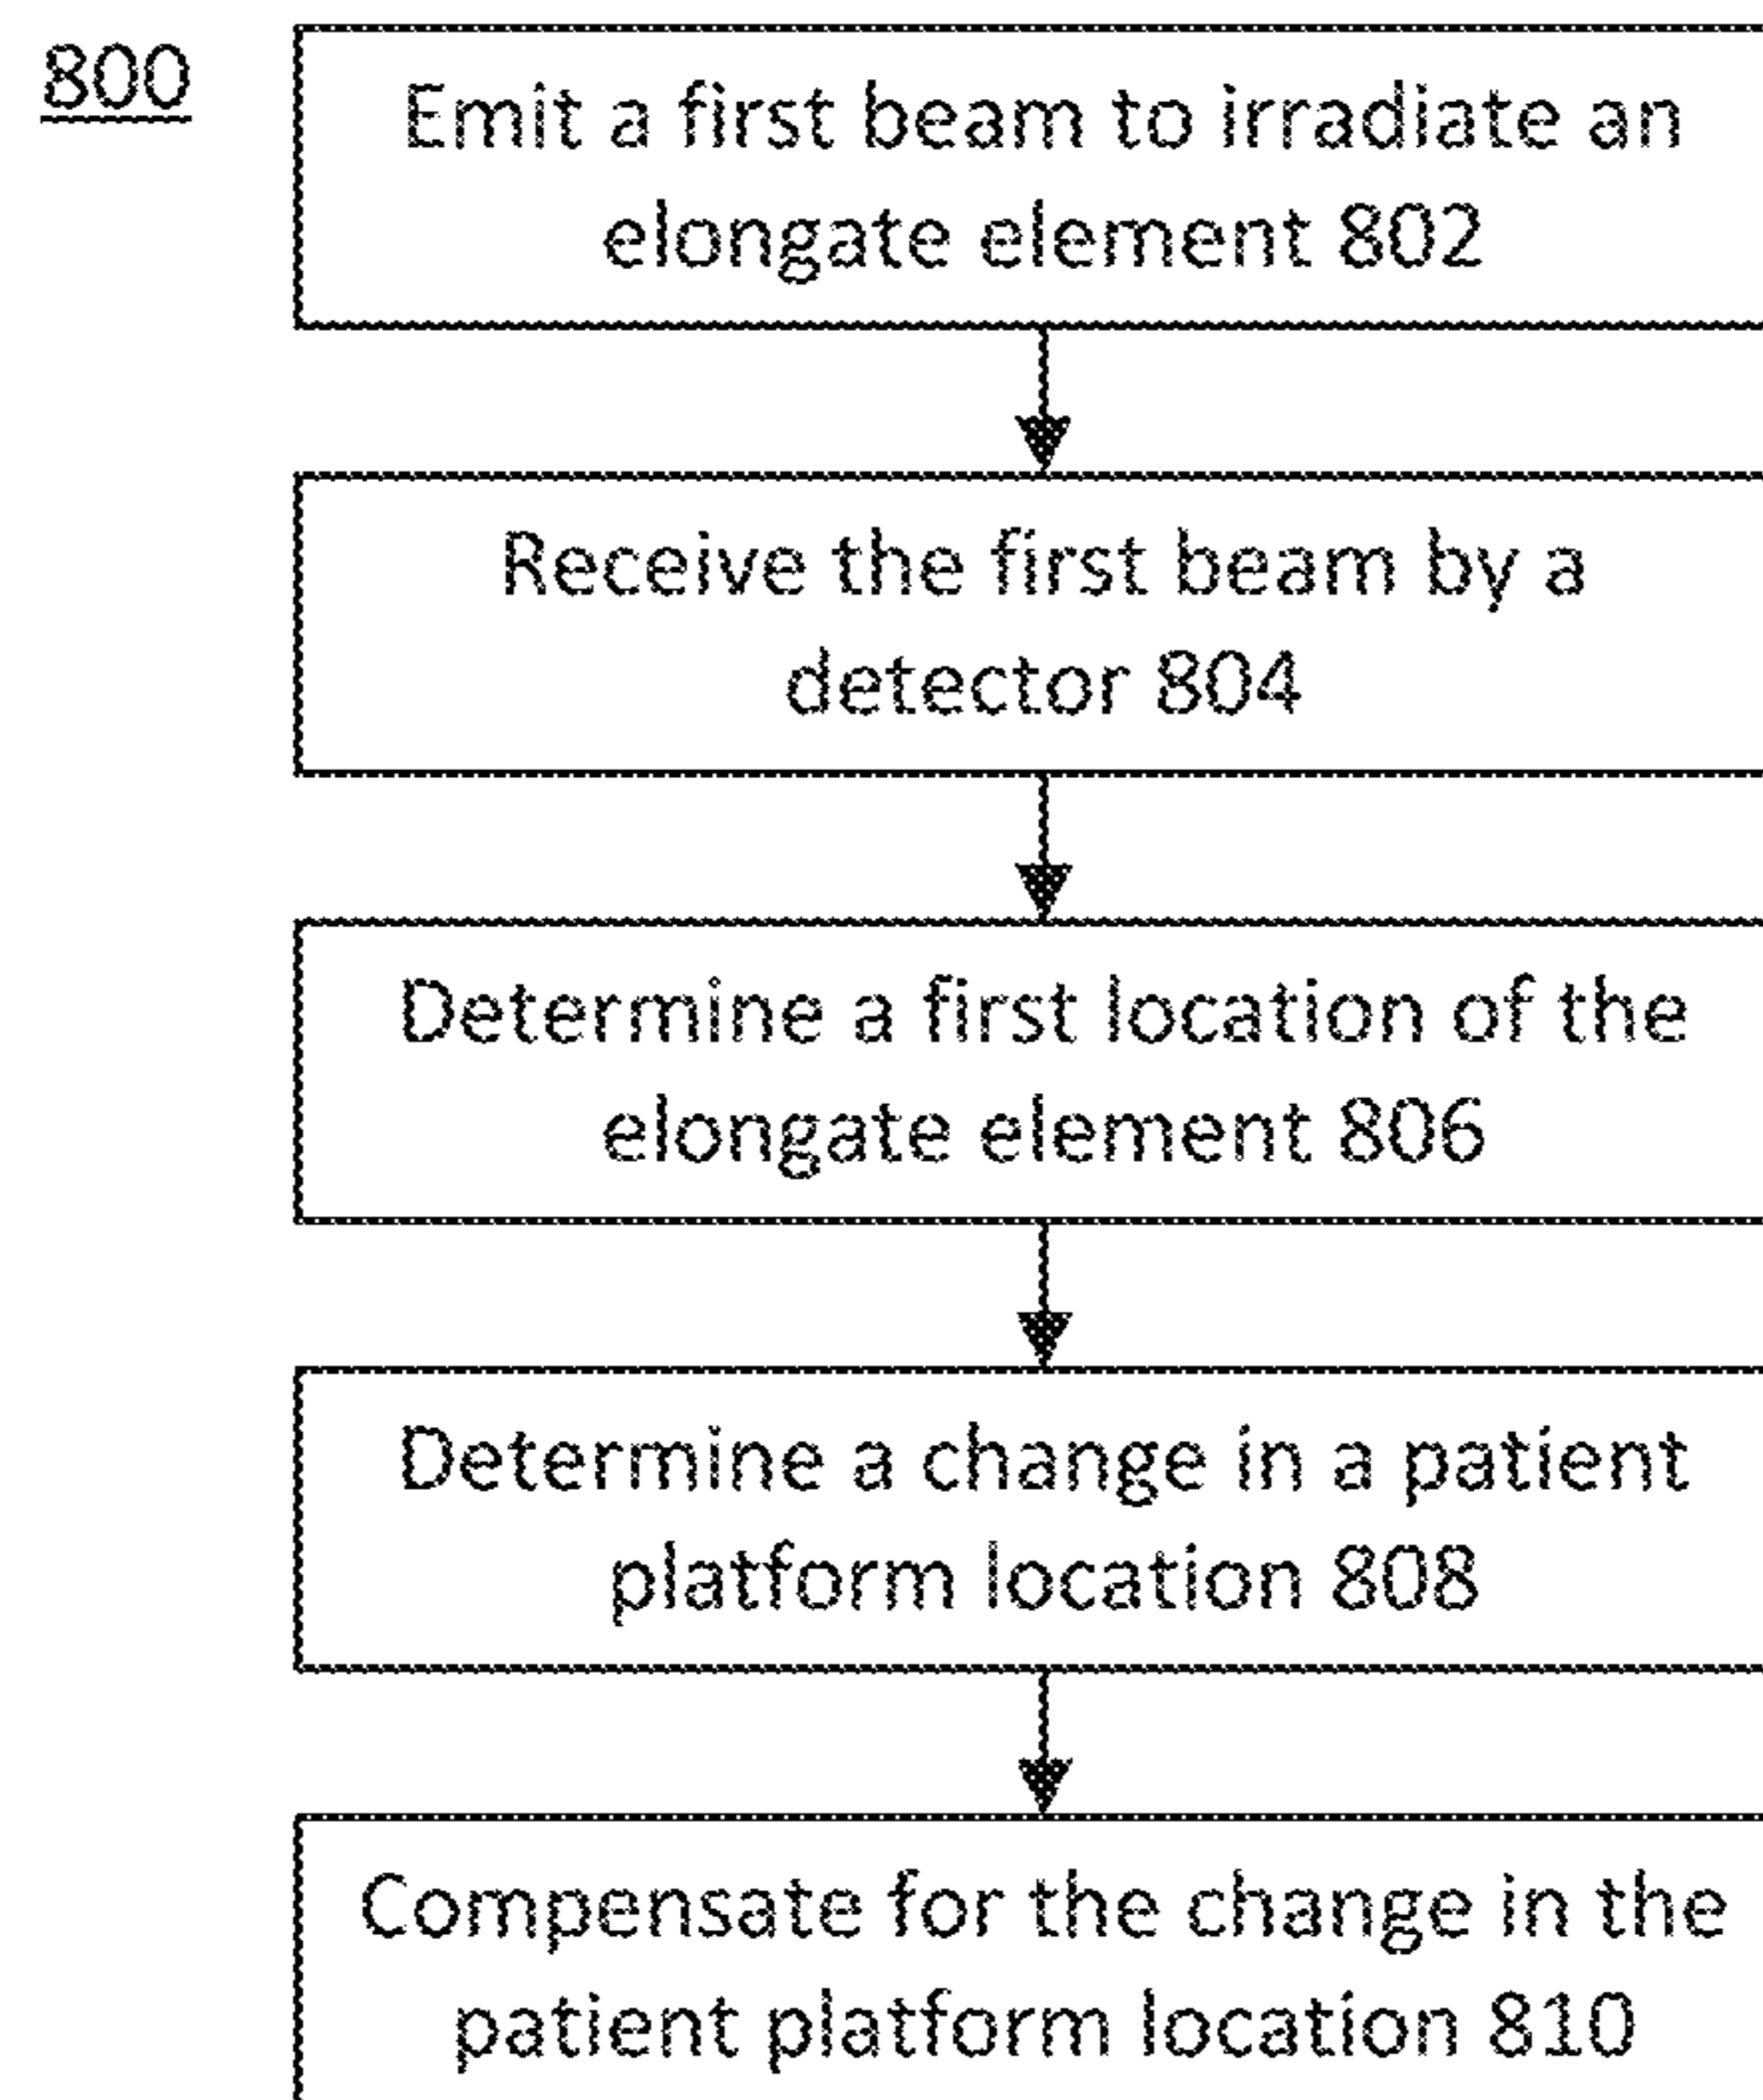 800
Emit a first beam to irradiate an
elongate element 802
Receive the first beam by a
detector 804
Determine a first location of the
elongate element 806
Determine a change in a patient
platform location 808
Compensate for the change in the
patient platform location 810